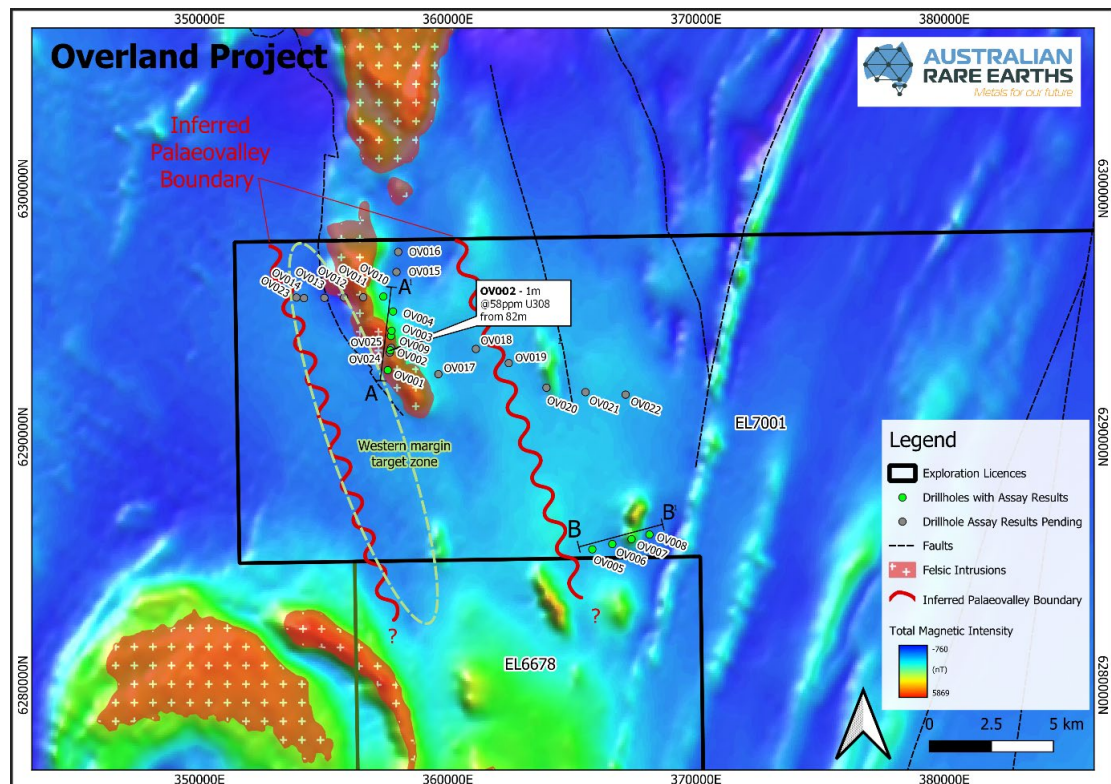 350000E
360000E
370000E
380000E
Overland Project
AUSTRALIAN
RARE EARTHS
Metals for our future
Inferred
Palaeovalley
Boundary
6300000N
6300000N
OV016
OV015
OV010
OV011
OV012
OV013
OV014
OV023
A'
OV002 - 1m
@58ppm U308
from 82m
OV004
OV003
OV025
OV009
OV024
OV002
OV001
A
OV018
OV017
OV019
OV020
OV021
OV022
6290000N
6290000N
EL7001
Western margin
target zone
B
B'
OV008
OV007
OV006
OV005
?
?
EL6678
6280000N
6280000N
Legend
Exploration Licences
Drillholes with Assay Results
Drillhole Assay Results Pending
Faults
Felsic Intrusions
Inferred Palaeovalley Boundary
Total Magnetic Intensity
-760
(nT)
5869
0 2.5 5 km
350000E
360000E
370000E
380000E